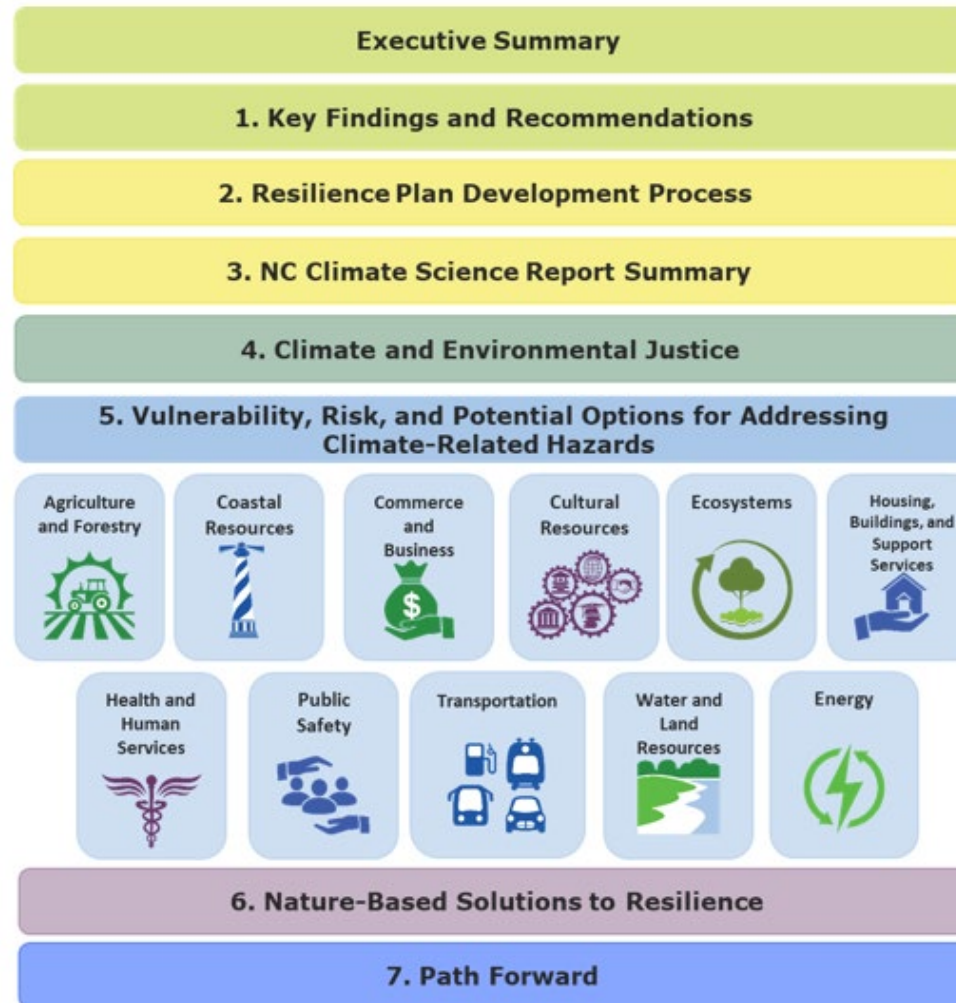 Executive Summary
1. Key Findings and Recommendations
2. Resilience Plan Development Process
3. NC Climate Science Report Summary
4. Climate and Environmental Justice
5. Vulnerability, Risk, and Potential Options for Addressing
Climate-Related Hazards
Agriculture
and Forestry
Coastal
Resources
Commerce
and
Business
$
Cultural
Resources
Ecosystems
Housing,
Buildings, and
Support
Services
Health and
Human
Services
Public
Safety
Transportation
Water and
Land
Resources
Energy
6. Nature-Based Solutions to Resilience
7. Path Forward